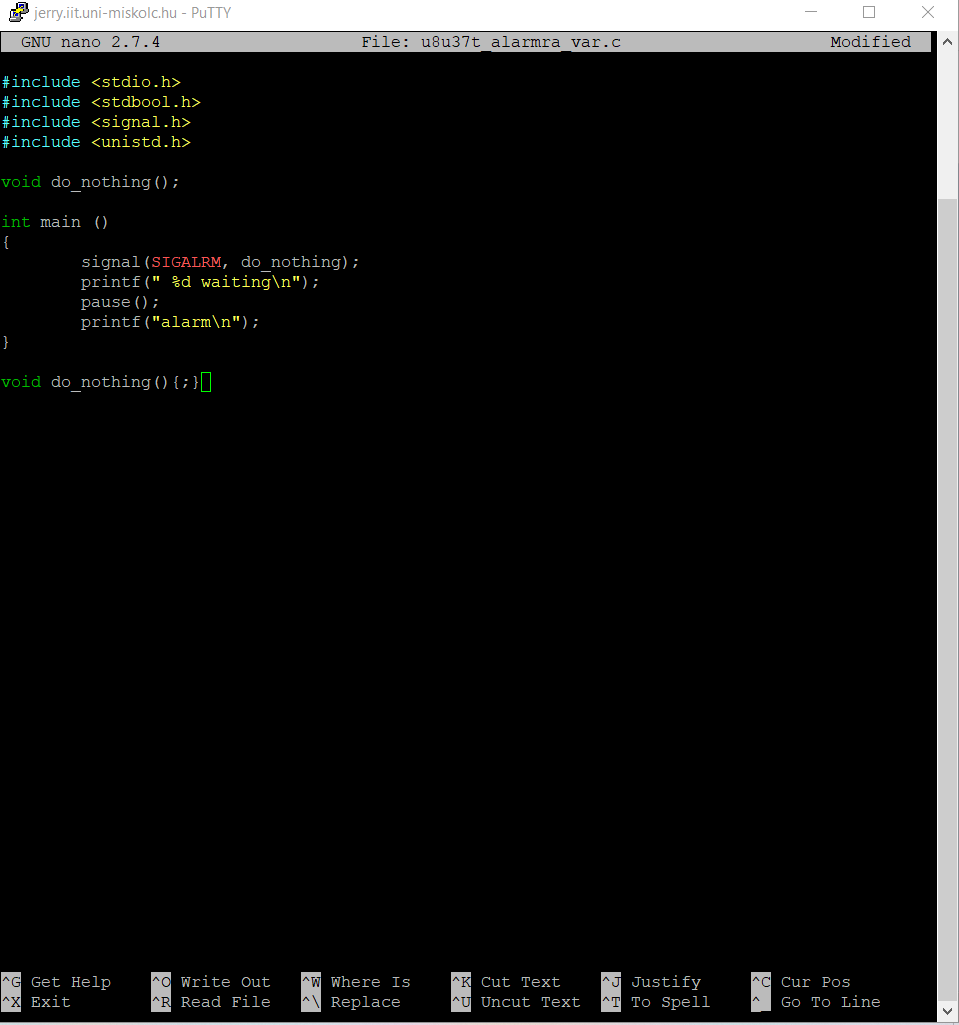 jerry.iit.uni-miskolc.hu - PuTTY
GNU nano 2.7.4 File: u8u37t_alarmra_var.c Modified
#include <stdio.h>
#include <stdbool.h>
#include <signal.h>
#include <unistd.h>
void do_nothing();
int main ()
{
signal(SIGALRM, do_nothing);
printf(" %d waiting\n");
pause();
printf("alarm\n");
}
void do_nothing(){;}
^G Get Help ^O Write Out ^W Where Is ^K Cut Text ^J Justify ^C Cur Pos
^X Exit ^R Read File ^\ Replace ^U Uncut Text ^T To Spell ^_ Go To Line